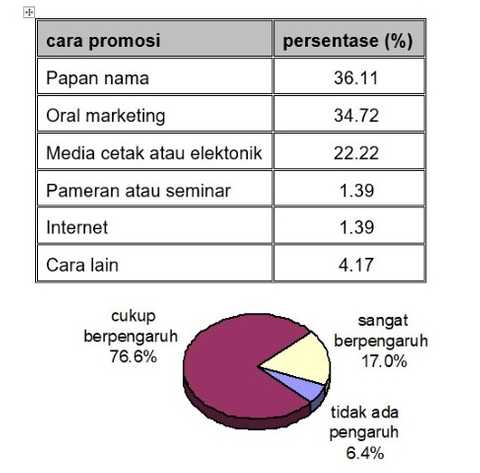 cara promosi persentase (%)
Papan nama 36.11
Oral marketing 34.72
Media cetak atau elektonik 22.22
Pameran atau seminar 1.39
Internet 1.39
Cara lain 4.17
cukup
berpengaruh
76.6%
sangat
berpengaruh
17.0%
tidak ada
pengaruh
6.4%